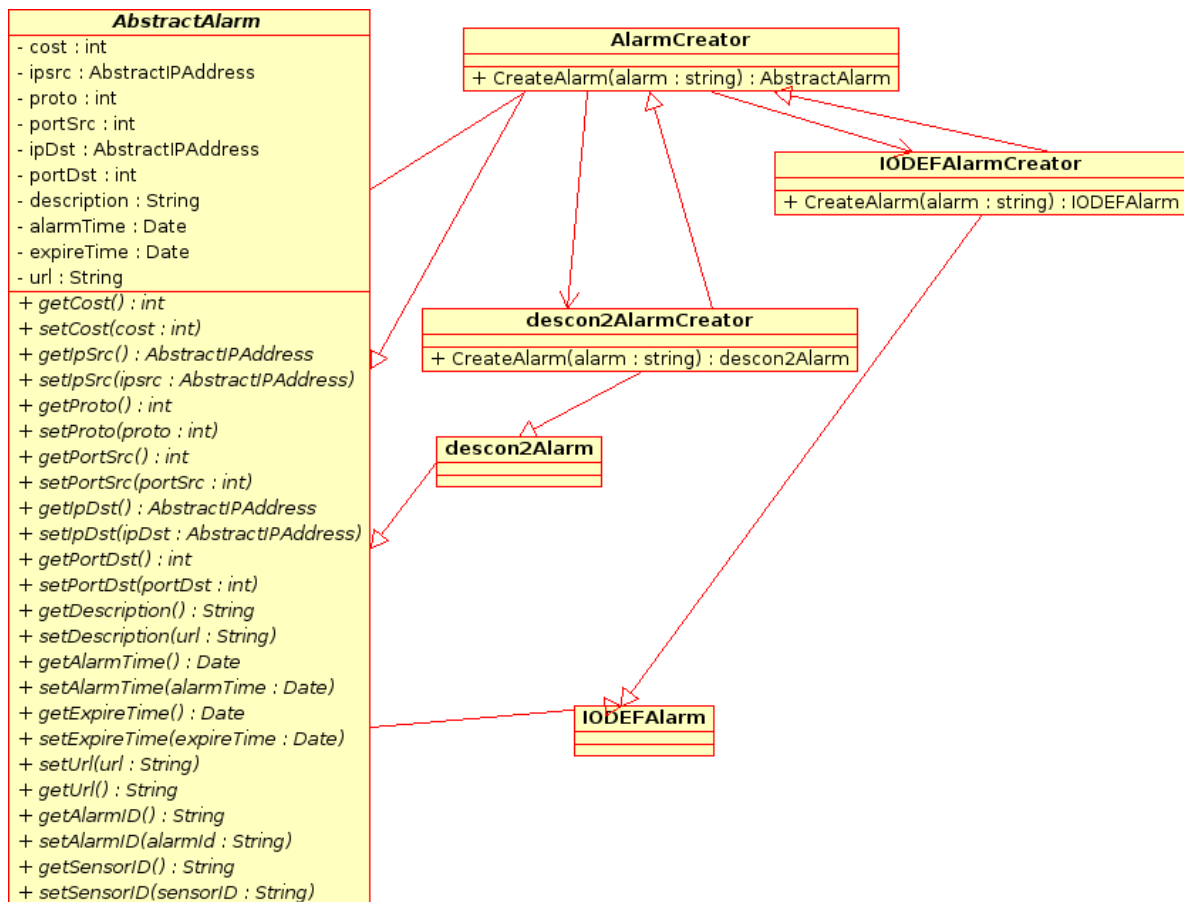 AbstractAlarm
- cost : int
- ipsrc : AbstractIPAddress
- proto : int
- portSrc : int
- ipDst : AbstractIPAddress
- portDst : int
- description : String
- alarmTime : Date
- expireTime : Date
- url : String
+ getCost() : int
+ setCost(cost : int)
+ getIpSrc() : AbstractIPAddress
+ setIpSrc(ipsrc : AbstractIPAddress)
+ getProto() : int
+ setProto(proto : int)
+ getPortSrc() : int
+ setPortSrc(portSrc : int)
+ getIpDst() : AbstractIPAddress
+ setIpDst(ipDst : AbstractIPAddress)
+ getPortDst() : int
+ setPortDst(portDst : int)
+ getDescription() : String
+ setDescription(url : String)
+ getAlarmTime() : Date
+ setAlarmTime(alarmTime : Date)
+ getExpireTime() : Date
+ setExpireTime(expireTime : Date)
+ setUrl(url : String)
+ getUrl() : String
+ getAlarmID() : String
+ setAlarmID(alarmId : String)
+ getSensorID() : String
+ setSensorID(sensorID : String)
AlarmCreator
+ CreateAlarm(alarm : string) : AbstractAlarm
IODEFAlarmCreator
+ CreateAlarm(alarm : string) : IODEFAlarm
descon2AlarmCreator
+ CreateAlarm(alarm : string) : descon2Alarm
descon2Alarm
IODEFAlarm